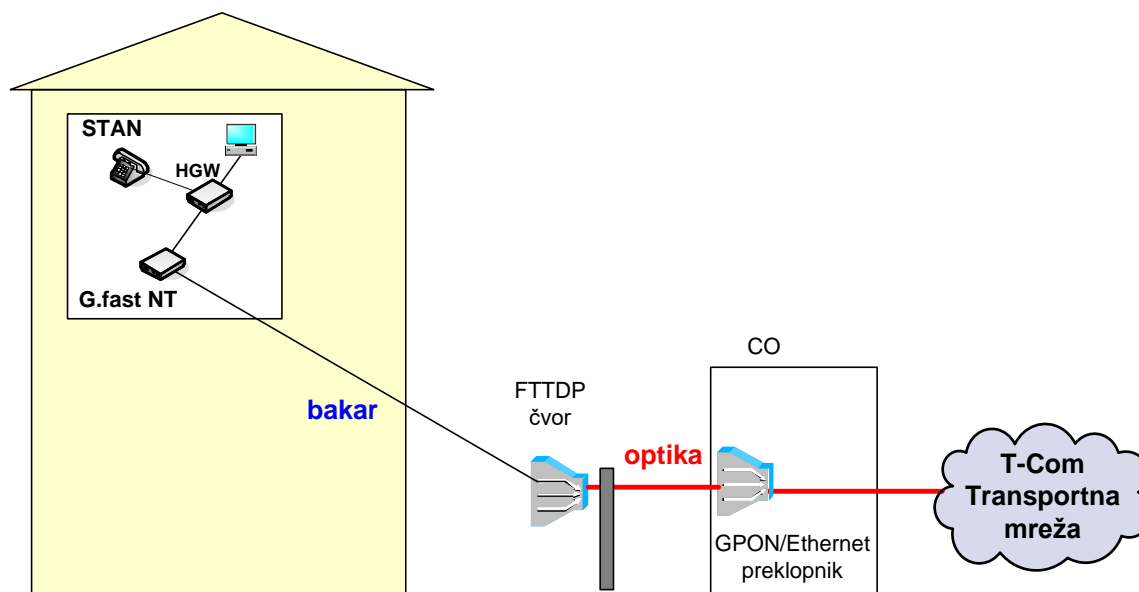 STAN
HGW
G.fast NT
bakar
FTTDP
čvor
optika
CO
GPON/Ethernet
preklopnik
T-Com
Transportna
mreža